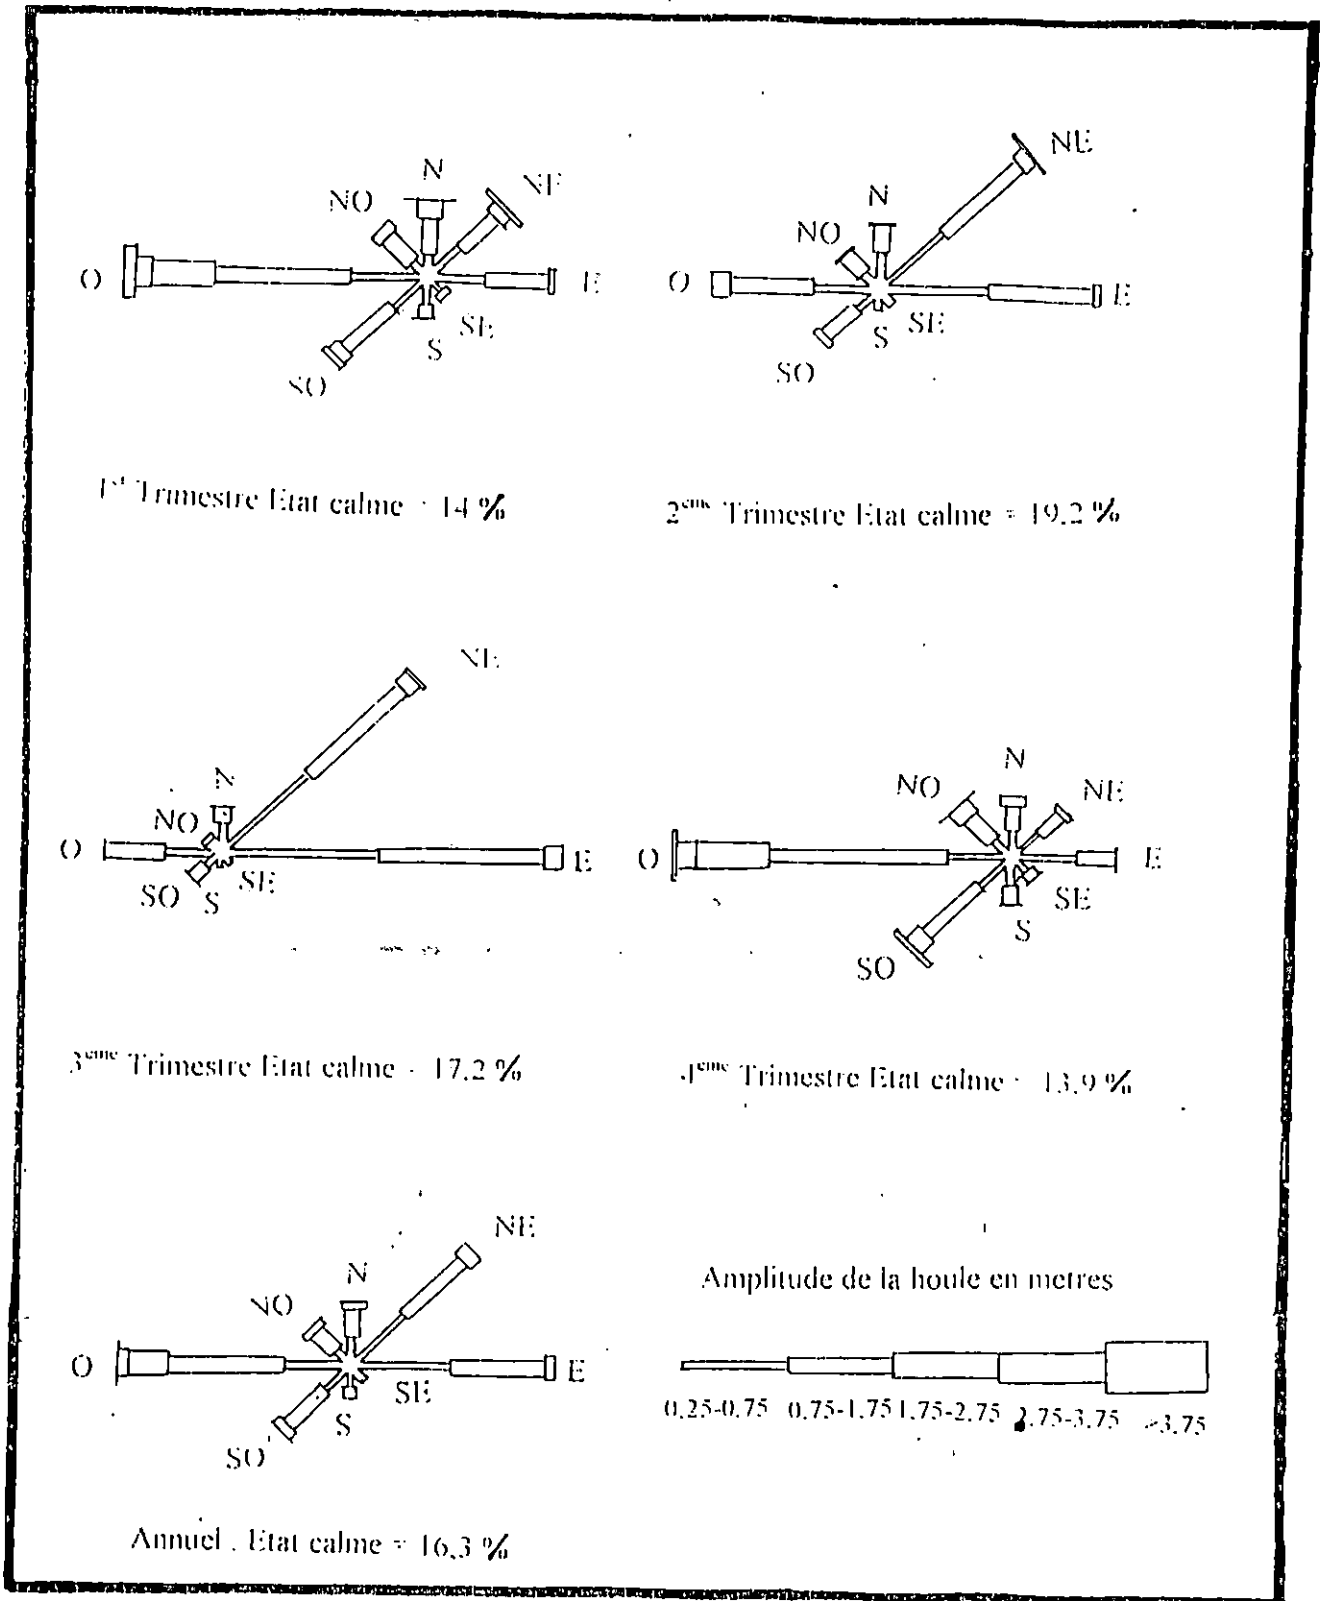 N
NE
NO
O
E
SE
S
SO
1er Trimestre Etat calme = 14 %
NE
N
NO
O
E
SE
S
SO
2eme Trimestre Etat calme = 19,2 %
NE
N
NO
O
E
SE
SO
S
3eme Trimestre Etat calme = 17,2 %
N
NO
NE
O
E
SE
S
SO
4eme Trimestre Etat calme = 13,9 %
NE
N
NO
O
E
SE
S
SO
Annuel . Etat calme = 16,3 %
Amplitude de la houle en metres
0.25-0.75 0.75-1.75 1.75-2.75 2.75-3.75 >3.75